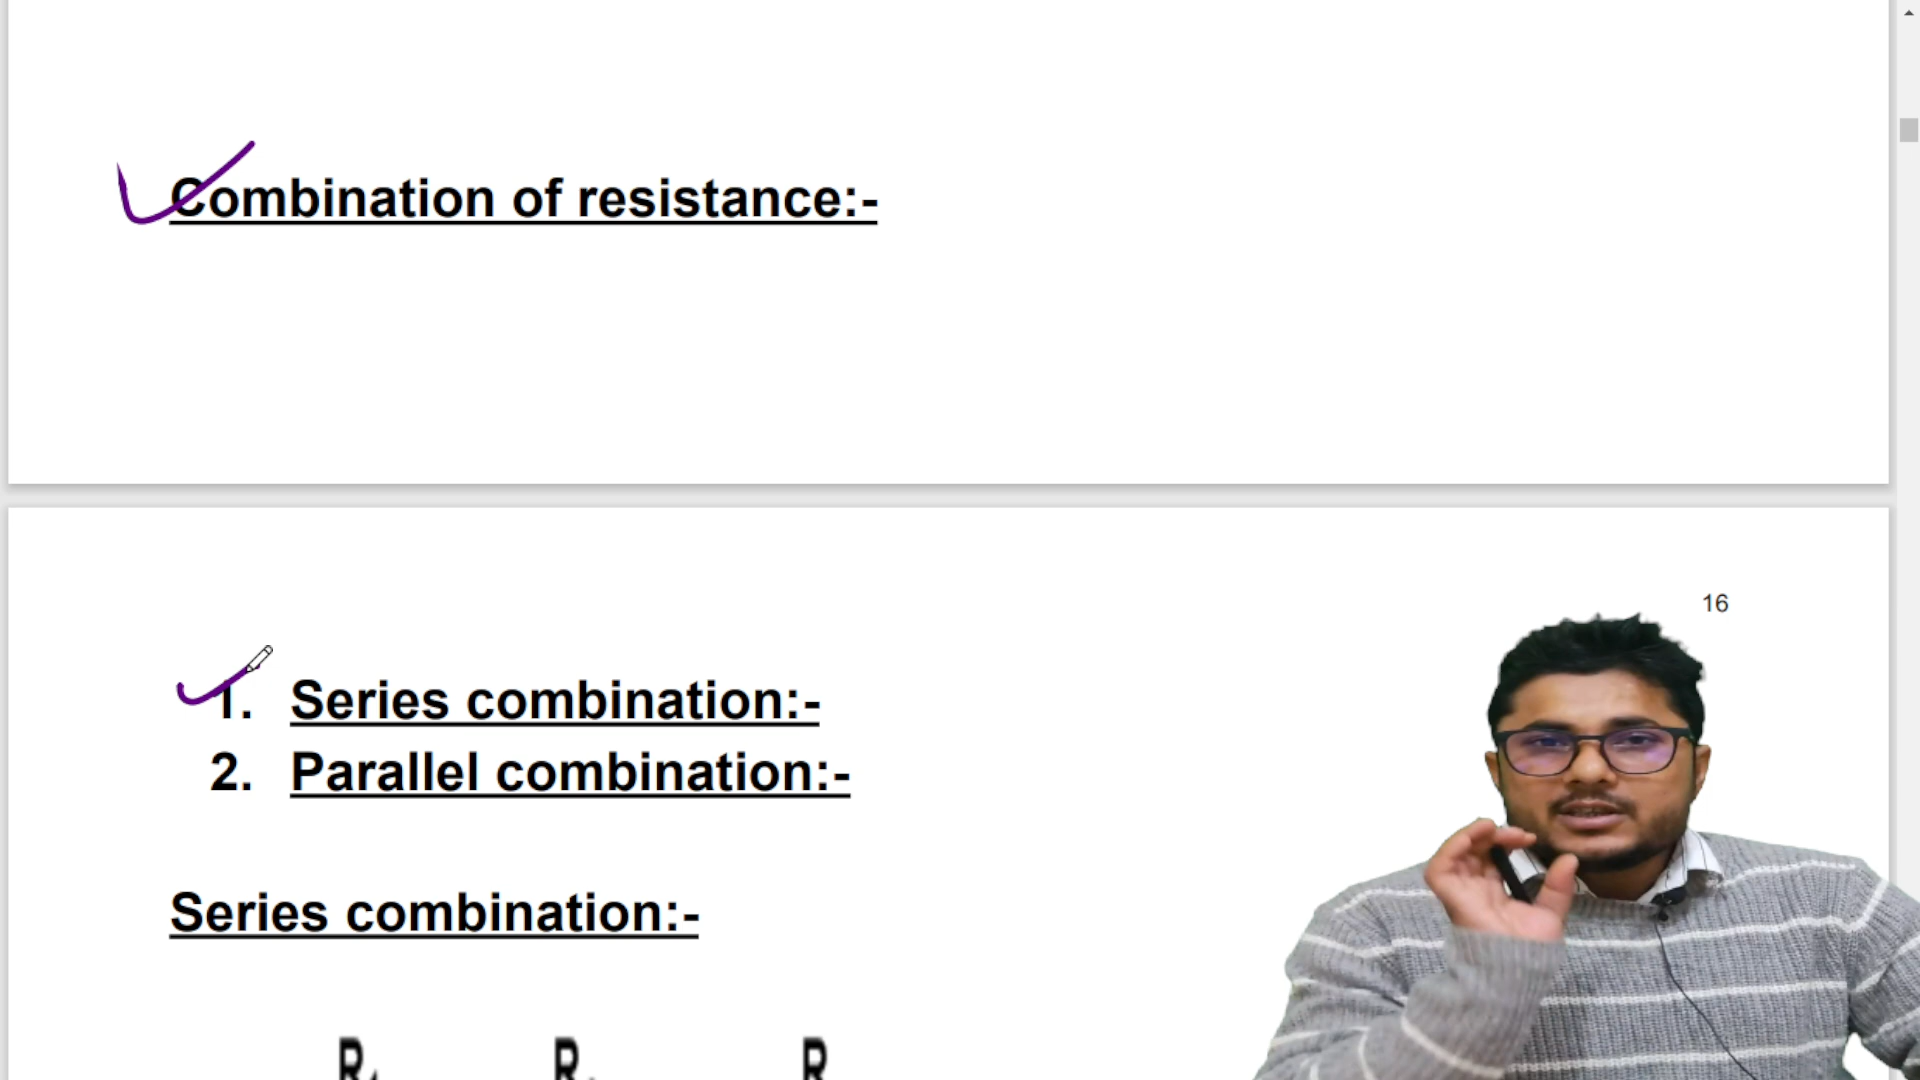 Combination of resistance:-
16
1. Series combination:-
2. Parallel combination:-
Series combination:-
R R R